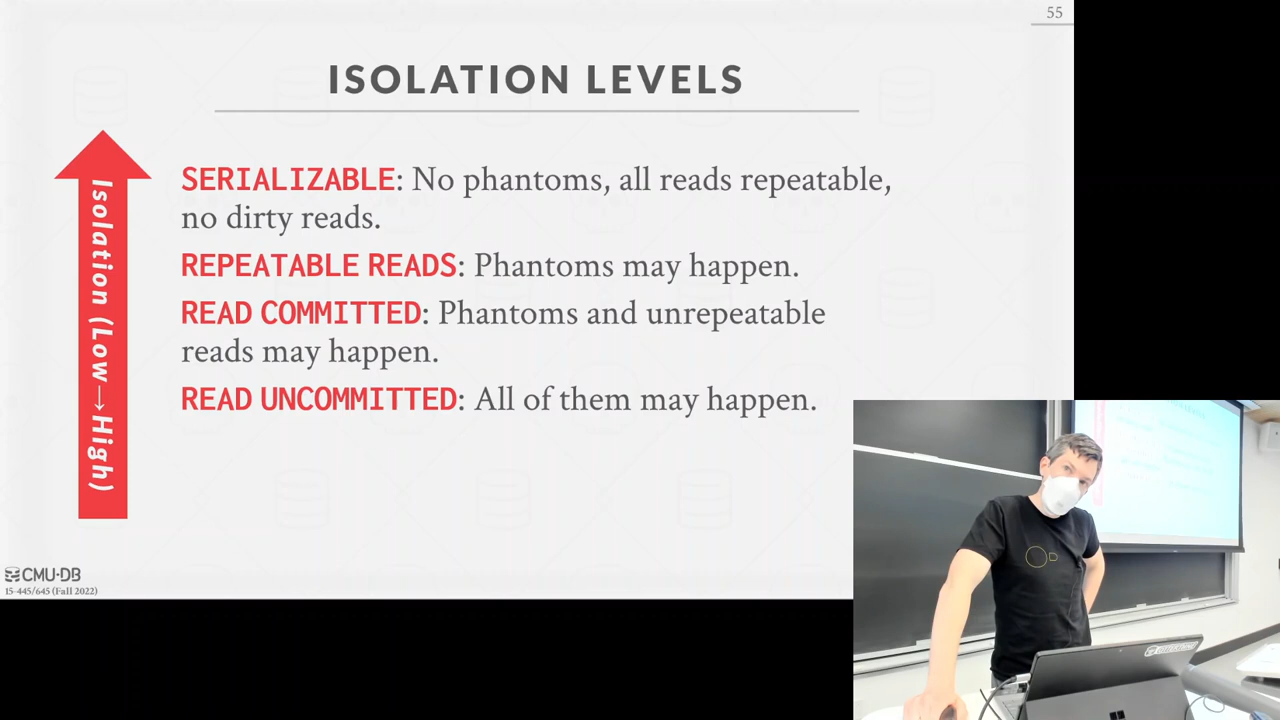 55
ISOLATION LEVELS
Isolation (Low→High)
SERIALIZABLE: No phantoms, all reads repeatable,
no dirty reads.
REPEATABLE READS: Phantoms may happen.
READ COMMITTED: Phantoms and unrepeatable
reads may happen.
READ UNCOMMITTED: All of them may happen.
CMU·DB
15-445/645 (Fall 2022)